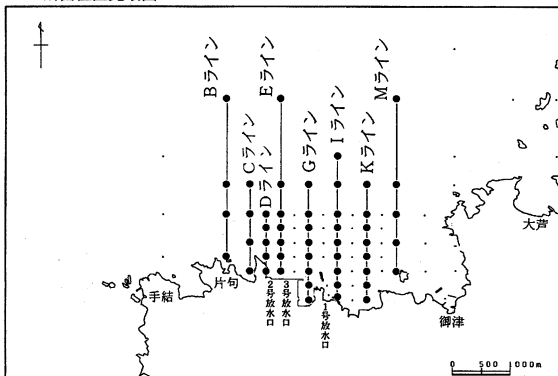 Bライン
Cライン
Dライン
Eライン
Gライン
Iライン
Kライン
Mライン
大芦
手結
片句
2号放水口
3号放水口
1号放水口
御津
0 500 1000m